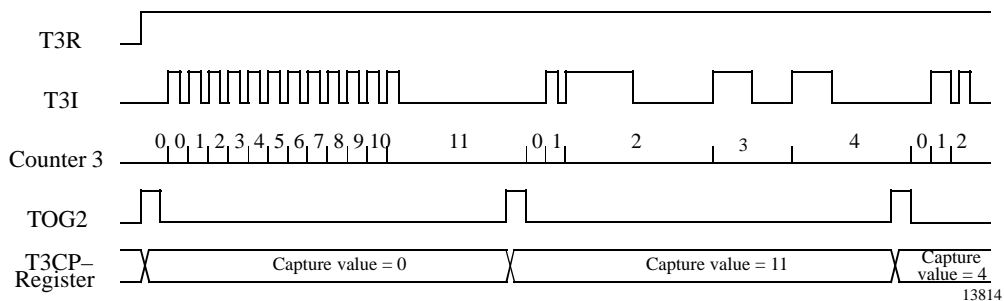 T3R
T3I
Counter 3 0 0 1 2 3 4 5 6 7 8 9 10 11 0 1 2 3 4 0 1 2
TOG2
T3CP–
Register
Capture value = 0
Capture value = 11
Capture
value = 4
13814